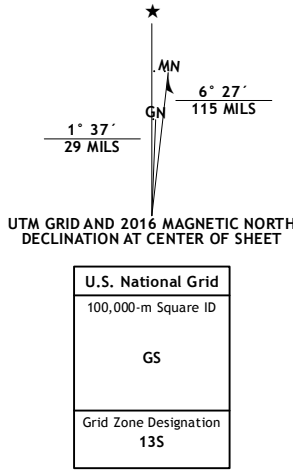 ★
MN
6° 27´
115 MILS
GN
1° 37´
29 MILS
UTM GRID AND 2016 MAGNETIC NORTH
DECLINATION AT CENTER OF SHEET
U.S. National Grid
100,000-m Square ID
GS
Grid Zone Designation
13S